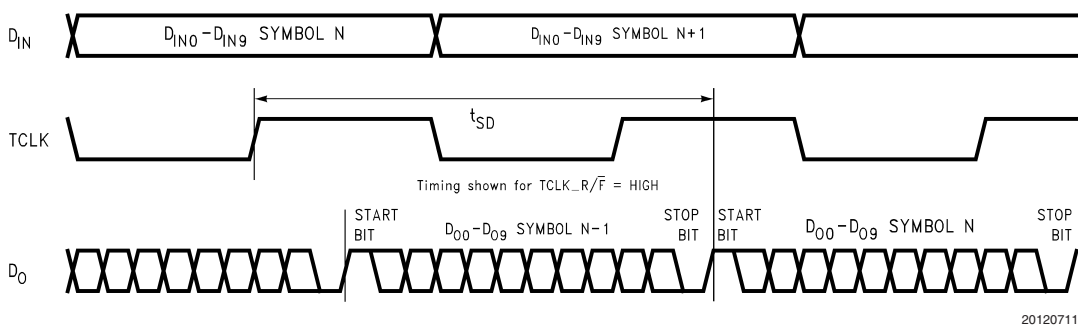 D_IN
D_IN0–D_IN9 SYMBOL N
D_IN0–D_IN9 SYMBOL N+1
TCLK
t_SD
Timing shown for TCLK_R/F̅ = HIGH
START BIT
D_O0–D_O9 SYMBOL N–1
STOP BIT
START BIT
D_O0–D_O9 SYMBOL N
STOP BIT
D_O
20120711